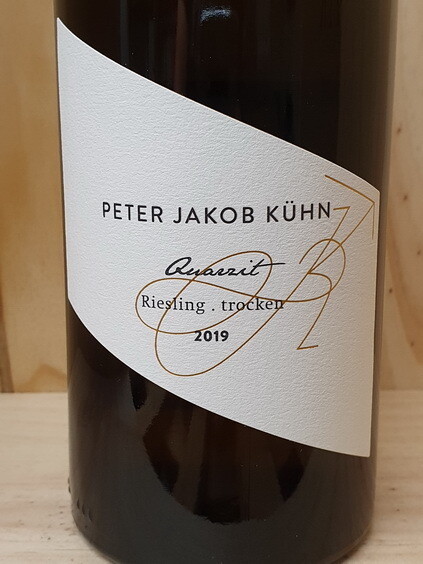 PETER JAKOB KÜHN
Quarzit
Riesling . trocken
2019